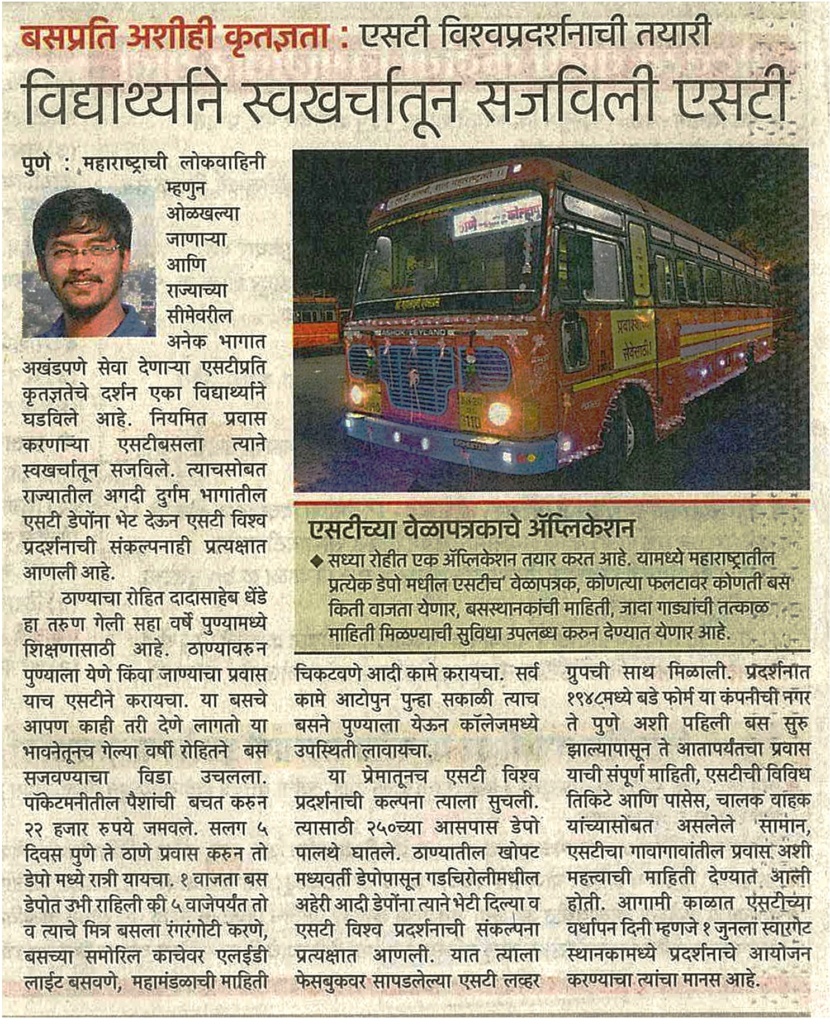 बसप्रति अशीही कृतज्ञता : एसटी विश्वप्रदर्शनाची तयारी
विद्यार्थ्याने स्वखर्चातून सजविली एसटी
पुणे : महाराष्ट्राची लोकवाहिनी
म्हणुन
ओळखल्या
जाणाऱ्या
आणि
राज्याच्या
सीमेवरील
अनेक भागात
अखंडपणे सेवा देणाऱ्या एसटीप्रति
कृतज्ञतेचे दर्शन एका विद्यार्थ्याने
घडविले आहे. नियमित प्रवास
करणाऱ्या एसटीबसला त्याने
स्वखर्चातून सजविले. त्याचसोबत
राज्यातील अगदी दुर्गम भागांतील
एसटी डेपोंना भेट देऊन एसटी विश्व
प्रदर्शनाची संकल्पनाही प्रत्यक्षात
आणली आहे.
ठाण्याचा रोहित दादासाहेब धेंडे
हा तरुण गेली सहा वर्षे पुण्यामध्ये
शिक्षणासाठी आहे. ठाण्यावरुन
पुण्याला येणे किंवा जाण्याचा प्रवास
याच एसटीने करायचा. या बसचे
आपण काही तरी देणे लागतो या
भावनेतूनच गेल्या वर्षी रोहितने बस
सजवण्याचा विडा उचलला.
पॉकेटमनीतील पैशांची बचत करुन
२२ हजार रुपये जमवले. सलग ५
दिवस पुणे ते ठाणे प्रवास करुन तो
डेपो मध्ये रात्री यायचा. १ वाजता बस
डेपोत उभी राहिली की ५ वाजेपर्यंत तो
व त्याचे मित्र बसला रंगरंगोटी करणे,
बसच्या समोरिल काचेवर एलईडी
लाईट बसवणे, महामंडळाची माहिती
ASHOK LEYLAND
प्रवाशांच्या
सेवेसाठी!
एसटीच्या वेळापत्रकाचे ॲप्लिकेशन
◆ सध्या रोहीत एक ॲप्लिकेशन तयार करत आहे. यामध्ये महाराष्ट्रातील
प्रत्येक डेपो मधील एसटीचे वेळापत्रक, कोणत्या फलटावर कोणती बस
किती वाजता येणार, बसस्थानकांची माहिती, जादा गाड्यांची तत्काळ
माहिती मिळण्याची सुविधा उपलब्ध करुन देण्यात येणार आहे.
चिकटवणे आदी कामे करायचा. सर्व
कामे आटोपुन पुन्हा सकाळी त्याच
बसने पुण्याला येऊन कॉलेजमध्ये
उपस्थिती लावायचा.
या प्रेमातूनच एसटी विश्व
प्रदर्शनाची कल्पना त्याला सुचली.
त्यासाठी २५०च्या आसपास डेपो
पालथे घातले. ठाण्यातील खोपट
मध्यवर्ती डेपोपासून गडचिरोलीमधील
अहेरी आदी डेपोंना त्याने भेटी दिल्या व
एसटी विश्व प्रदर्शनाची संकल्पना
प्रत्यक्षात आणली. यात त्याला
फेसबुकवर सापडलेल्या एसटी लव्हर
ग्रुपची साथ मिळाली. प्रदर्शनात
१९४८मध्ये बडे फोर्म या कंपनीची नगर
ते पुणे अशी पहिली बस सुरु
झाल्यापासून ते आतापर्यंतचा प्रवास
याची संपूर्ण माहिती, एसटीची विविध
तिकिटे आणि पासेस, चालक वाहक
यांच्यासोबत असलेले सामान,
एसटीचा गावागावांतील प्रवास अशी
महत्त्वाची माहिती देण्यात आली
होती. आगामी काळात एसटीच्या
वर्धापन दिनी म्हणजे १ जुनला स्वारगेट
स्थानकामध्ये प्रदर्शनाचे आयोजन
करण्याचा त्यांचा मानस आहे.